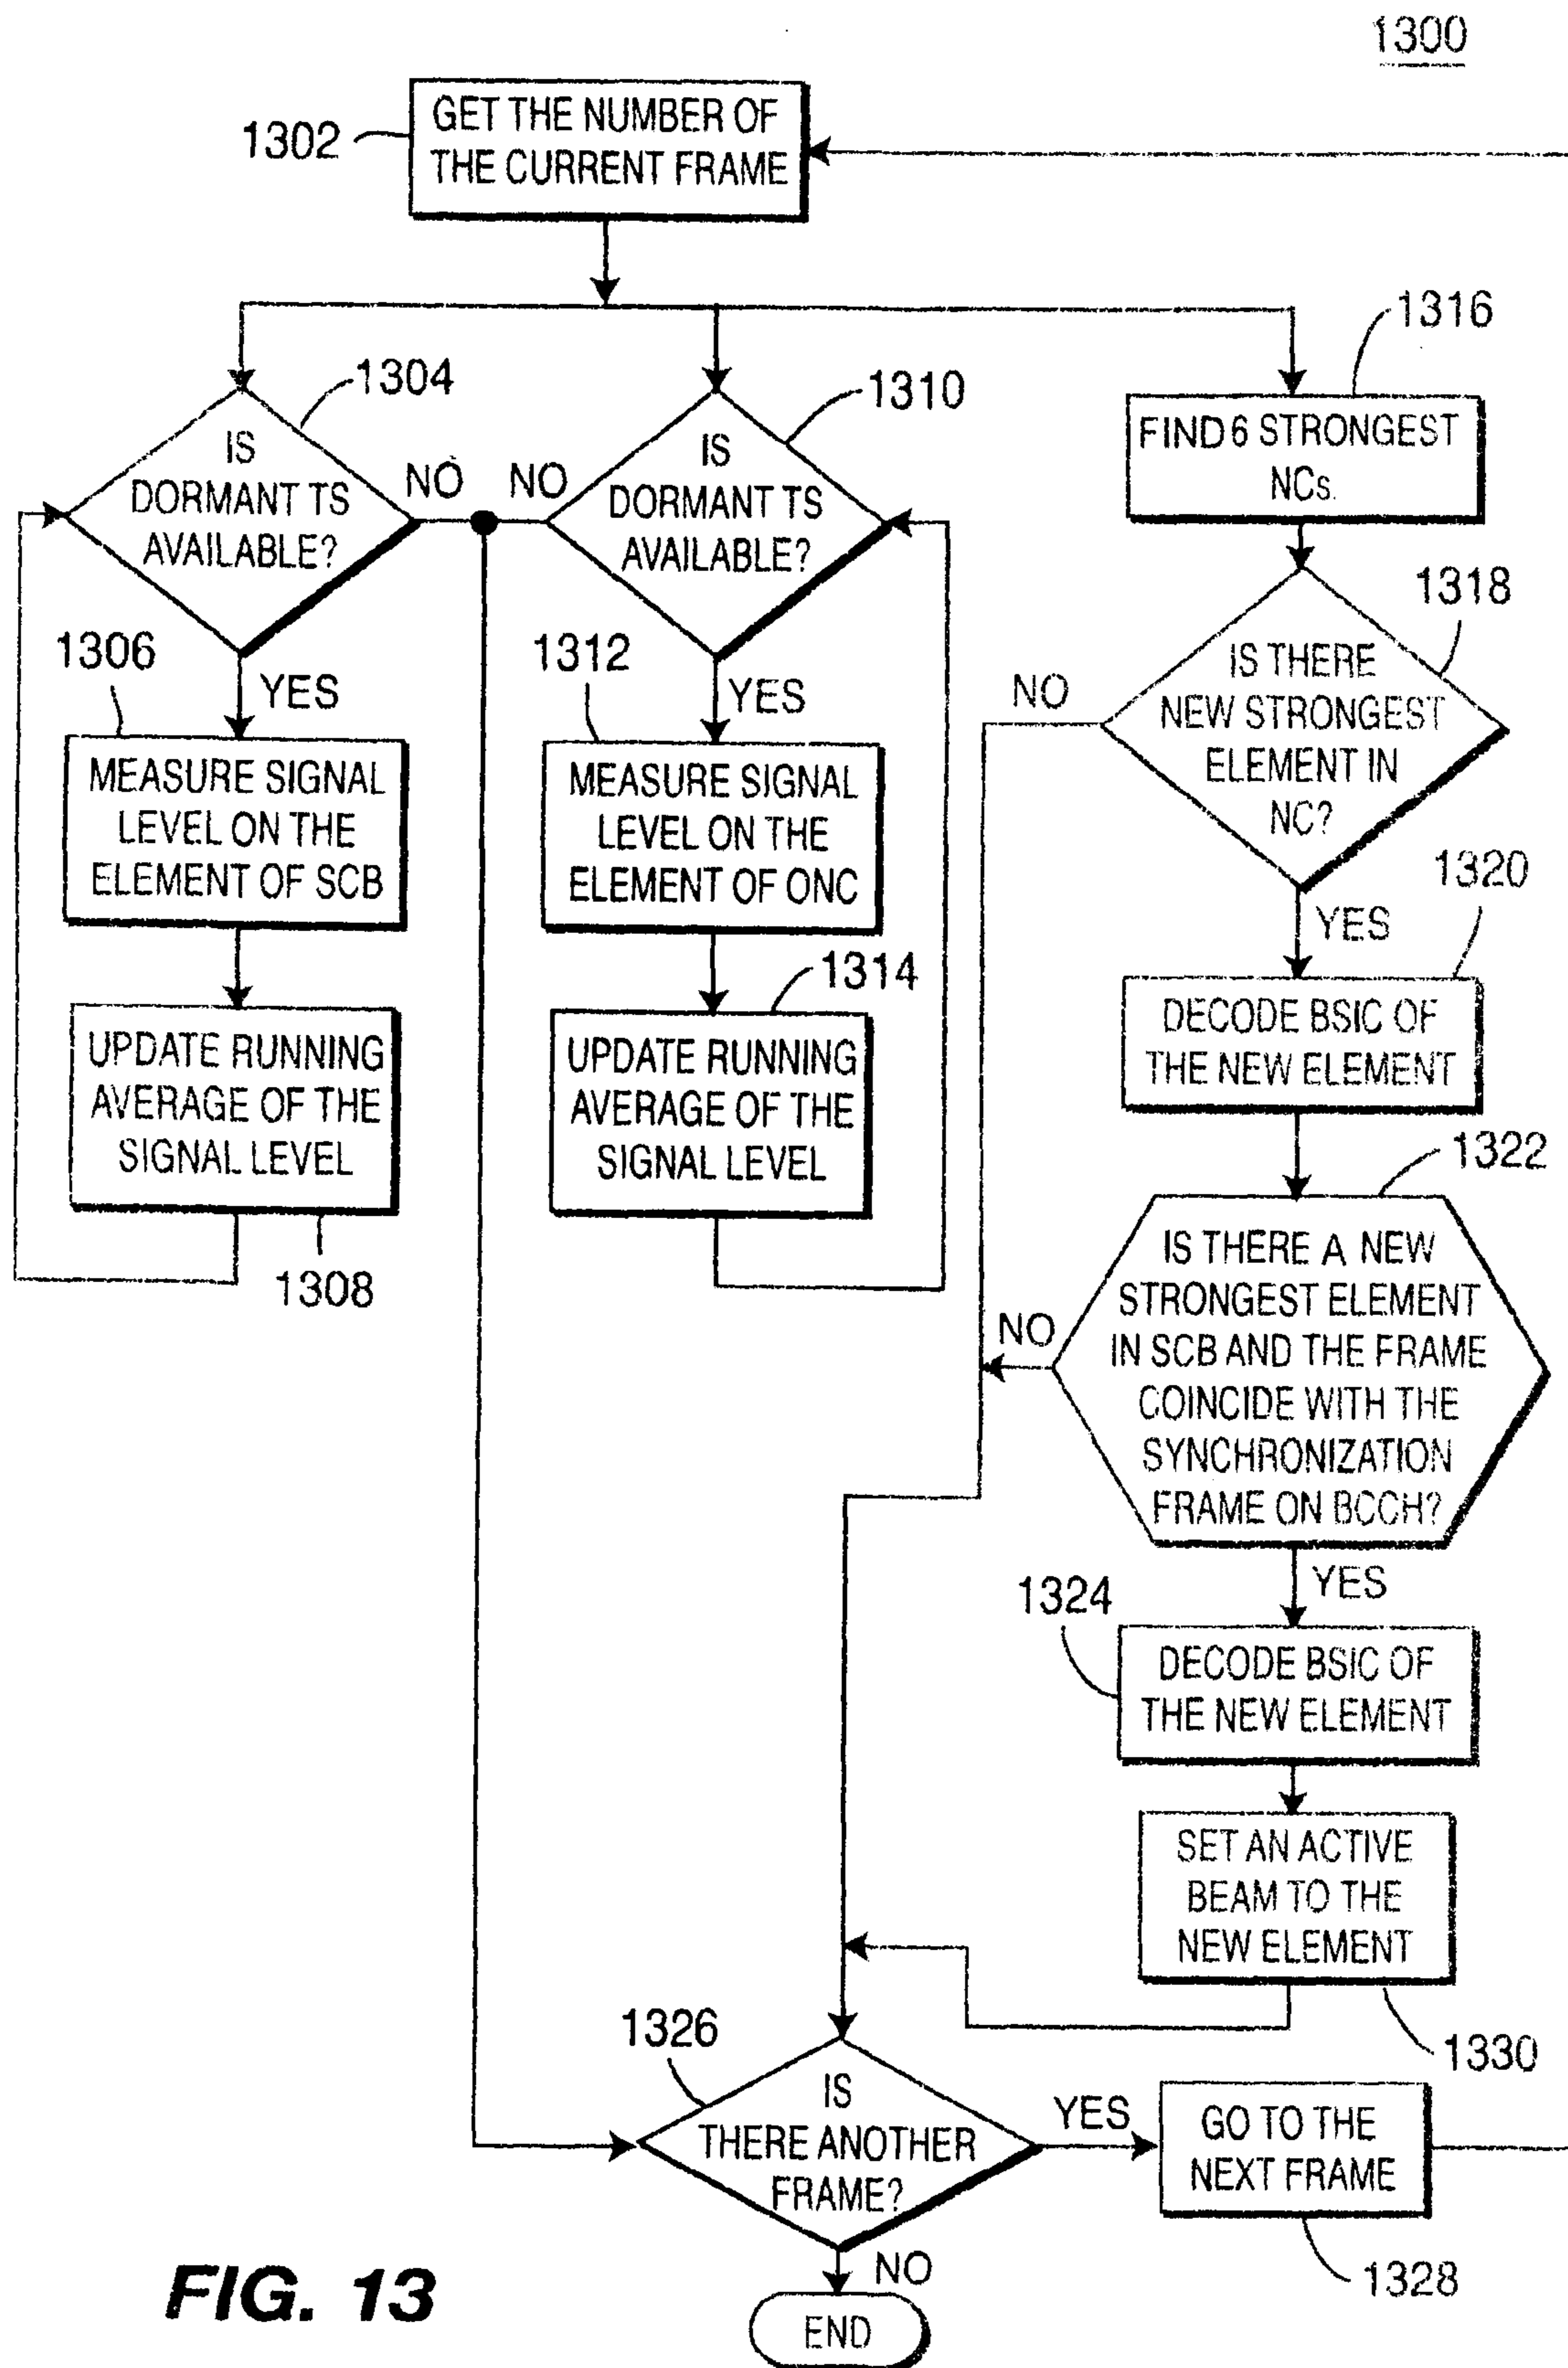 1300
1302
GET THE NUMBER OF
THE CURRENT FRAME
1304
IS
DORMANT TS
AVAILABLE?
NO
YES
1306
MEASURE SIGNAL
LEVEL ON THE
ELEMENT OF SCB
UPDATE RUNNING
AVERAGE OF THE
SIGNAL LEVEL
1308
1310
IS
DORMANT TS
AVAILABLE?
NO
YES
1312
MEASURE SIGNAL
LEVEL ON THE
ELEMENT OF ONC
1314
UPDATE RUNNING
AVERAGE OF THE
SIGNAL LEVEL
1316
FIND 6 STRONGEST
NCs.
1318
IS THERE
NEW STRONGEST
ELEMENT IN
NC?
NO
YES
1320
DECODE BSIC OF
THE NEW ELEMENT
1322
IS THERE A NEW
STRONGEST ELEMENT
IN SCB AND THE FRAME
COINCIDE WITH THE
SYNCHRONIZATION
FRAME ON BCCH?
NO
YES
1324
DECODE BSIC OF
THE NEW ELEMENT
SET AN ACTIVE
BEAM TO THE
NEW ELEMENT
1330
1326
IS
THERE ANOTHER
FRAME?
YES
GO TO THE
NEXT FRAME
1328
NO
END
FIG. 13